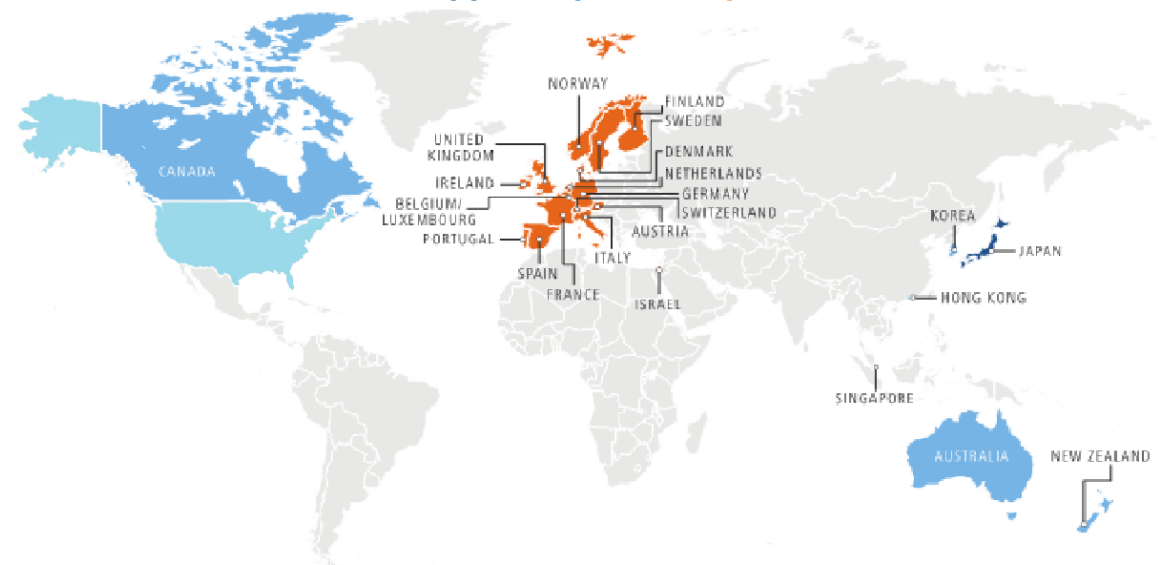 NORWAY
FINLAND
SWEDEN
UNITED
KINGDOM
DENMARK
NETHERLANDS
CANADA
IRELAND
GERMANY
BELGIUM/
LUXEMBOURG
SWITZERLAND
KOREA
AUSTRIA
PORTUGAL
JAPAN
ITALY
SPAIN
FRANCE
ISRAEL
HONG KONG
SINGAPORE
AUSTRALIA
NEW ZEALAND